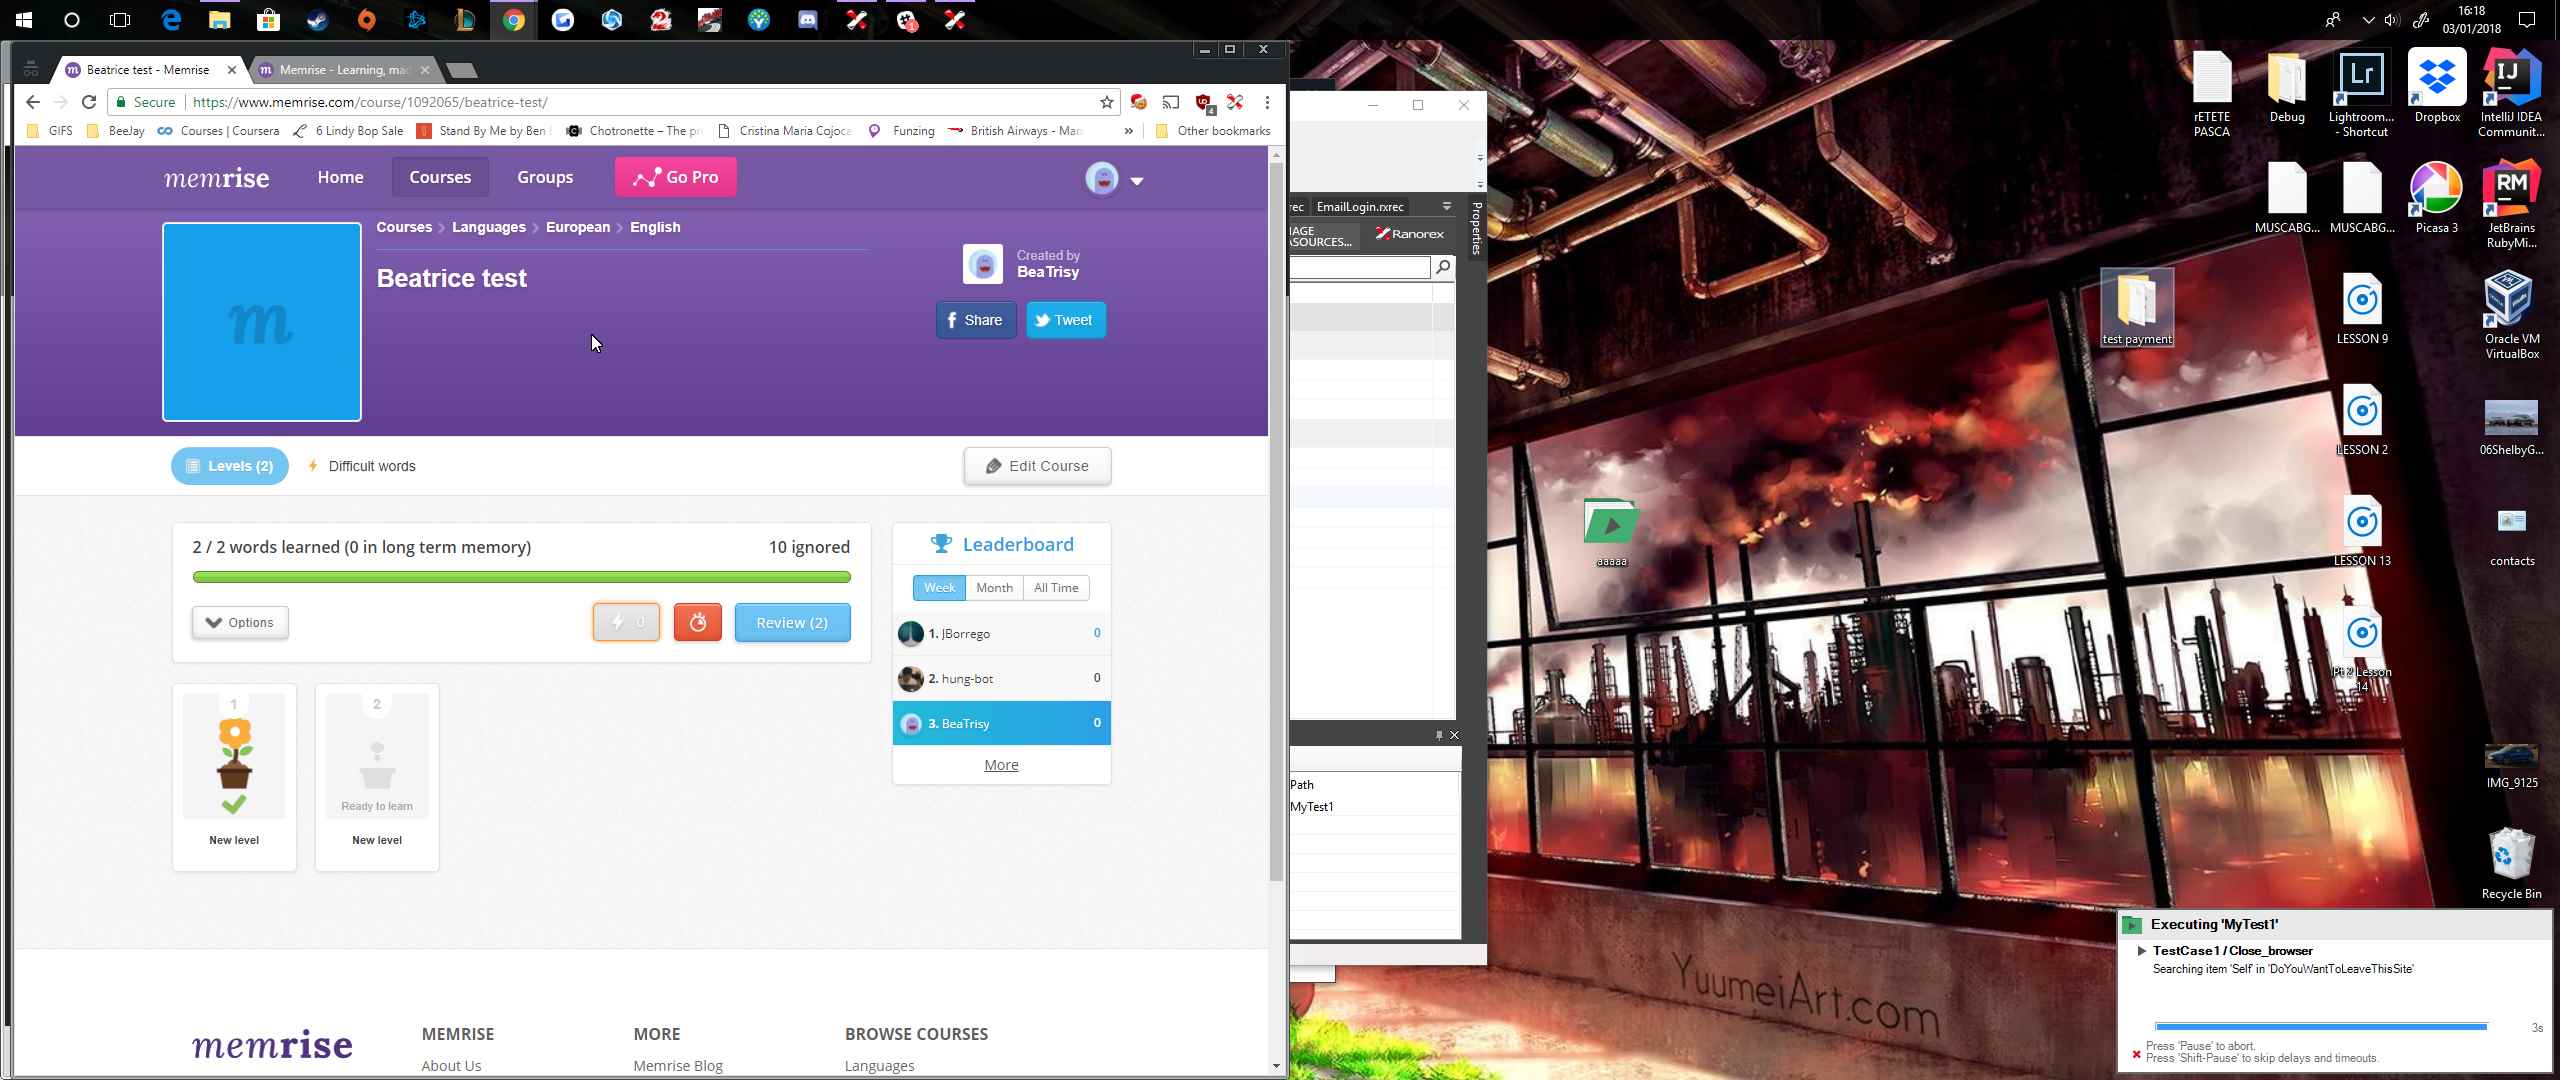 16:18
03/01/2018
Beatrice test - Memrise
Memrise - Learning, mac
Secure
https://www.memrise.com/course/1092065/beatrice-test/
GIFS
BeeJay
Courses | Coursera
6 Lindy Bop Sale
Stand By Me by Ben
Chotronette – The pr
Cristina Maria Cojoca
Funzing
British Airways - Man
Other bookmarks
memrise
Home
Courses
Groups
Go Pro
Courses
Languages
European
English
Beatrice test
Created by
BeaTrisy
Share
Tweet
Levels (2)
Difficult words
Edit Course
2 / 2 words learned (0 in long term memory)
10 ignored
Options
0
Review (2)
1
New level
2
Ready to learn
New level
Leaderboard
Week
Month
All Time
1. JBorrego
0
2. hung-bot
0
3. BeaTrisy
0
More
memrise
MEMRISE
About Us
MORE
Memrise Blog
BROWSE COURSES
Languages
rec
EmailLogin.rxrec
Properties
Ranorex
Path
MyTest1
rETETE
PASCA
Debug
Lightroom...
- Shortcut
Dropbox
IntelliJ IDEA
Communit...
MUSCABG...
MUSCABG...
Picasa 3
JetBrains
RubyMi...
test payment
LESSON 9
Oracle VM
VirtualBox
LESSON 2
06ShelbyG...
aaaaa
LESSON 13
contacts
Pt 2 Lesson
14
IMG_9125
Recycle Bin
YuumeiArt.com
Executing 'MyTest1'
TestCase1 / Close_browser
Searching item 'Self' in 'DoYouWantToLeaveThisSite'
3s
Press 'Pause' to abort.
Press 'Shift-Pause' to skip delays and timeouts.